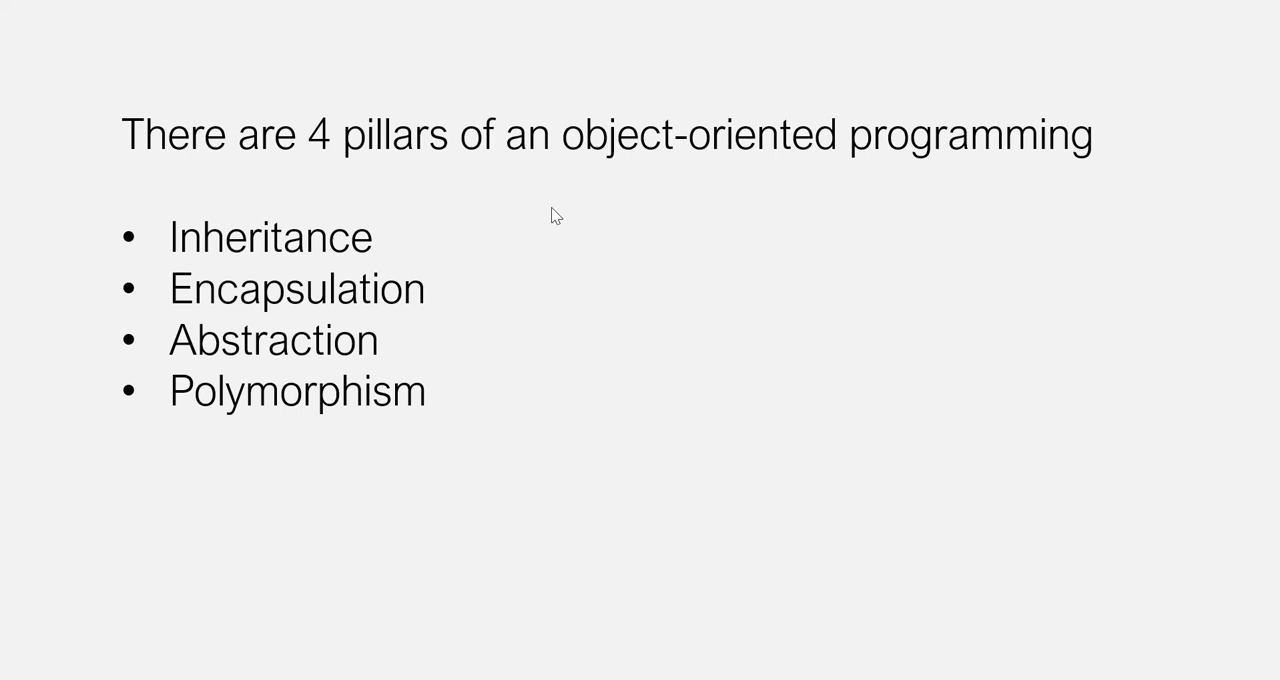 There are 4 pillars of an object-oriented programming
• Inheritance
• Encapsulation
• Abstraction
• Polymorphism